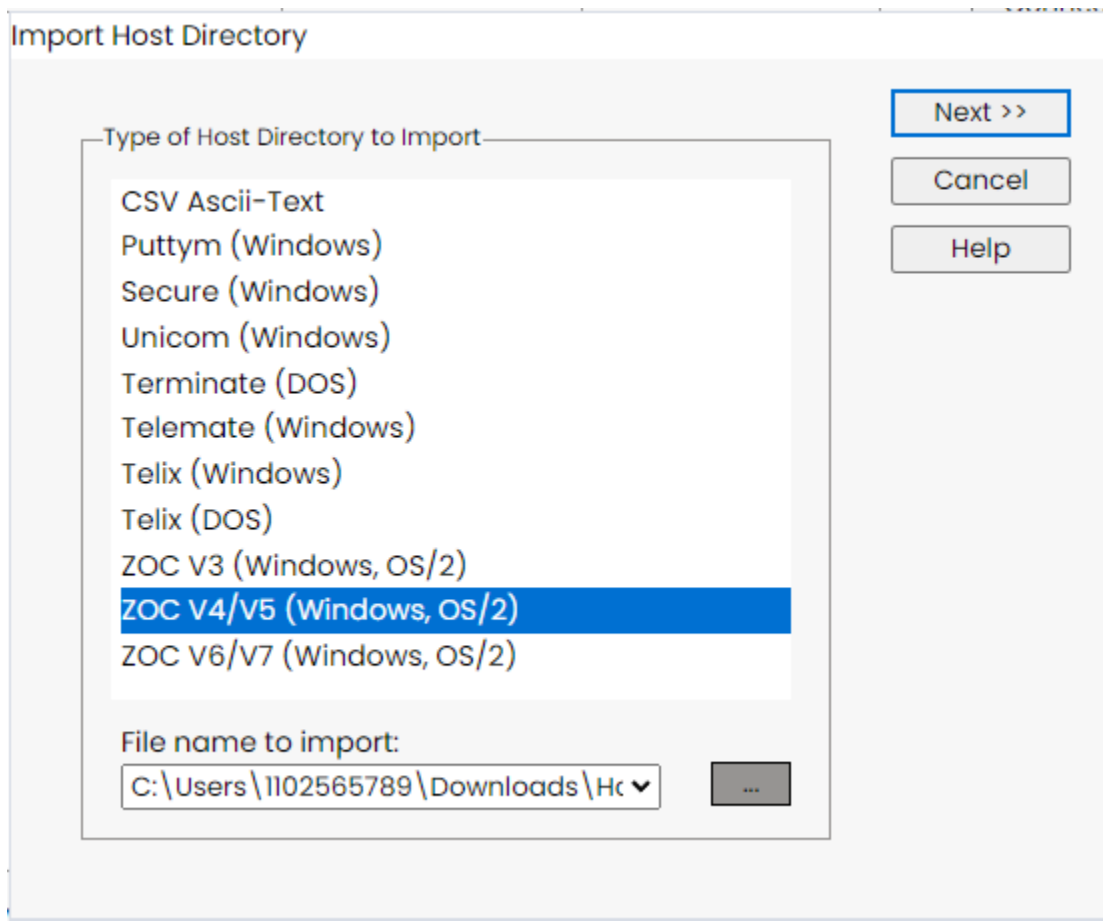 Import Host Directory
Next >>
Type of Host Directory to Import
Cancel
CSV Ascii-Text
Puttym (Windows)
Help
Secure (Windows)
Unicom (Windows)
Terminate (DOS)
Telemate (Windows)
Telix (Windows)
Telix (DOS)
ZOC V3 (Windows, OS/2)
ZOC V4/V5 (Windows, OS/2)
ZOC V6/V7 (Windows, OS/2)
File name to import:
C:\Users\1102565789\Downloads\Ho
...